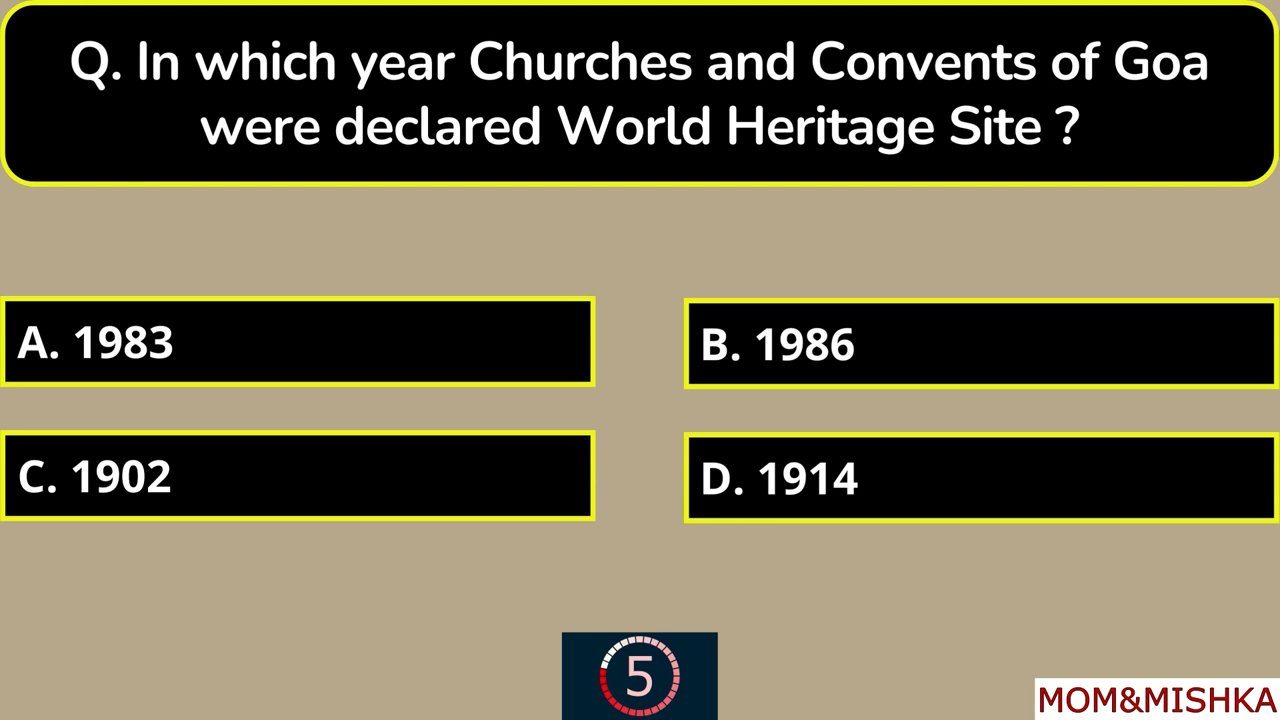 Q. In which year Churches and Convents of Goa
were declared World Heritage Site ?
A. 1983
B. 1986
C. 1902
D. 1914
5
MOM&MISHKA